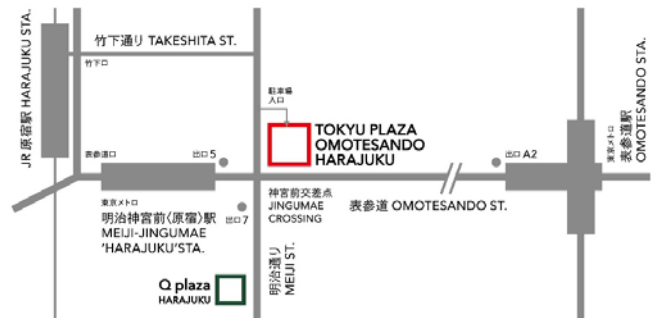 JR 原宿駅 HARAJUKU STA.
竹下通り TAKESHITA ST.
竹下口
駐車場
入口
TOKYU PLAZA
OMOTESANDO
HARAJUKU
東京メトロ
表参道駅
OMOTESANDO STA.
表参道口
出口 5
出口 A2
東京メトロ
明治神宮前〈原宿〉駅
MEIJI-JINGUMAE
'HARAJUKU'STA.
出口 7
神宮前交差点
JINGUMAE
CROSSING
表参道 OMOTESANDO ST.
明治通り
MEIJI ST.
Q plaza
HARAJUKU